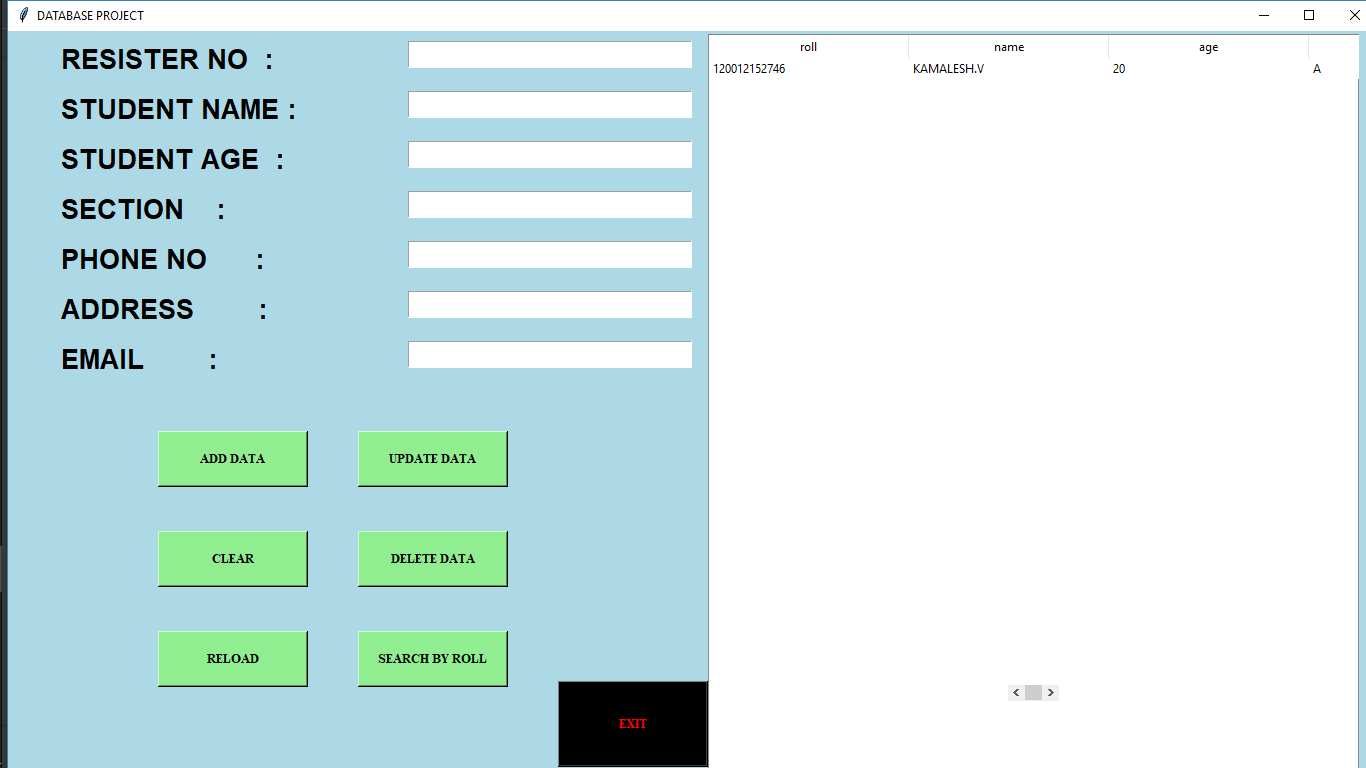 DATABASE PROJECT
RESISTER NO :
STUDENT NAME :
STUDENT AGE :
SECTION :
PHONE NO :
ADDRESS :
EMAIL :
ADD DATA UPDATE DATA
CLEAR DELETE DATA
RELOAD SEARCH BY ROLL
EXIT
roll name age
120012152746 KAMALESH.V 20 A